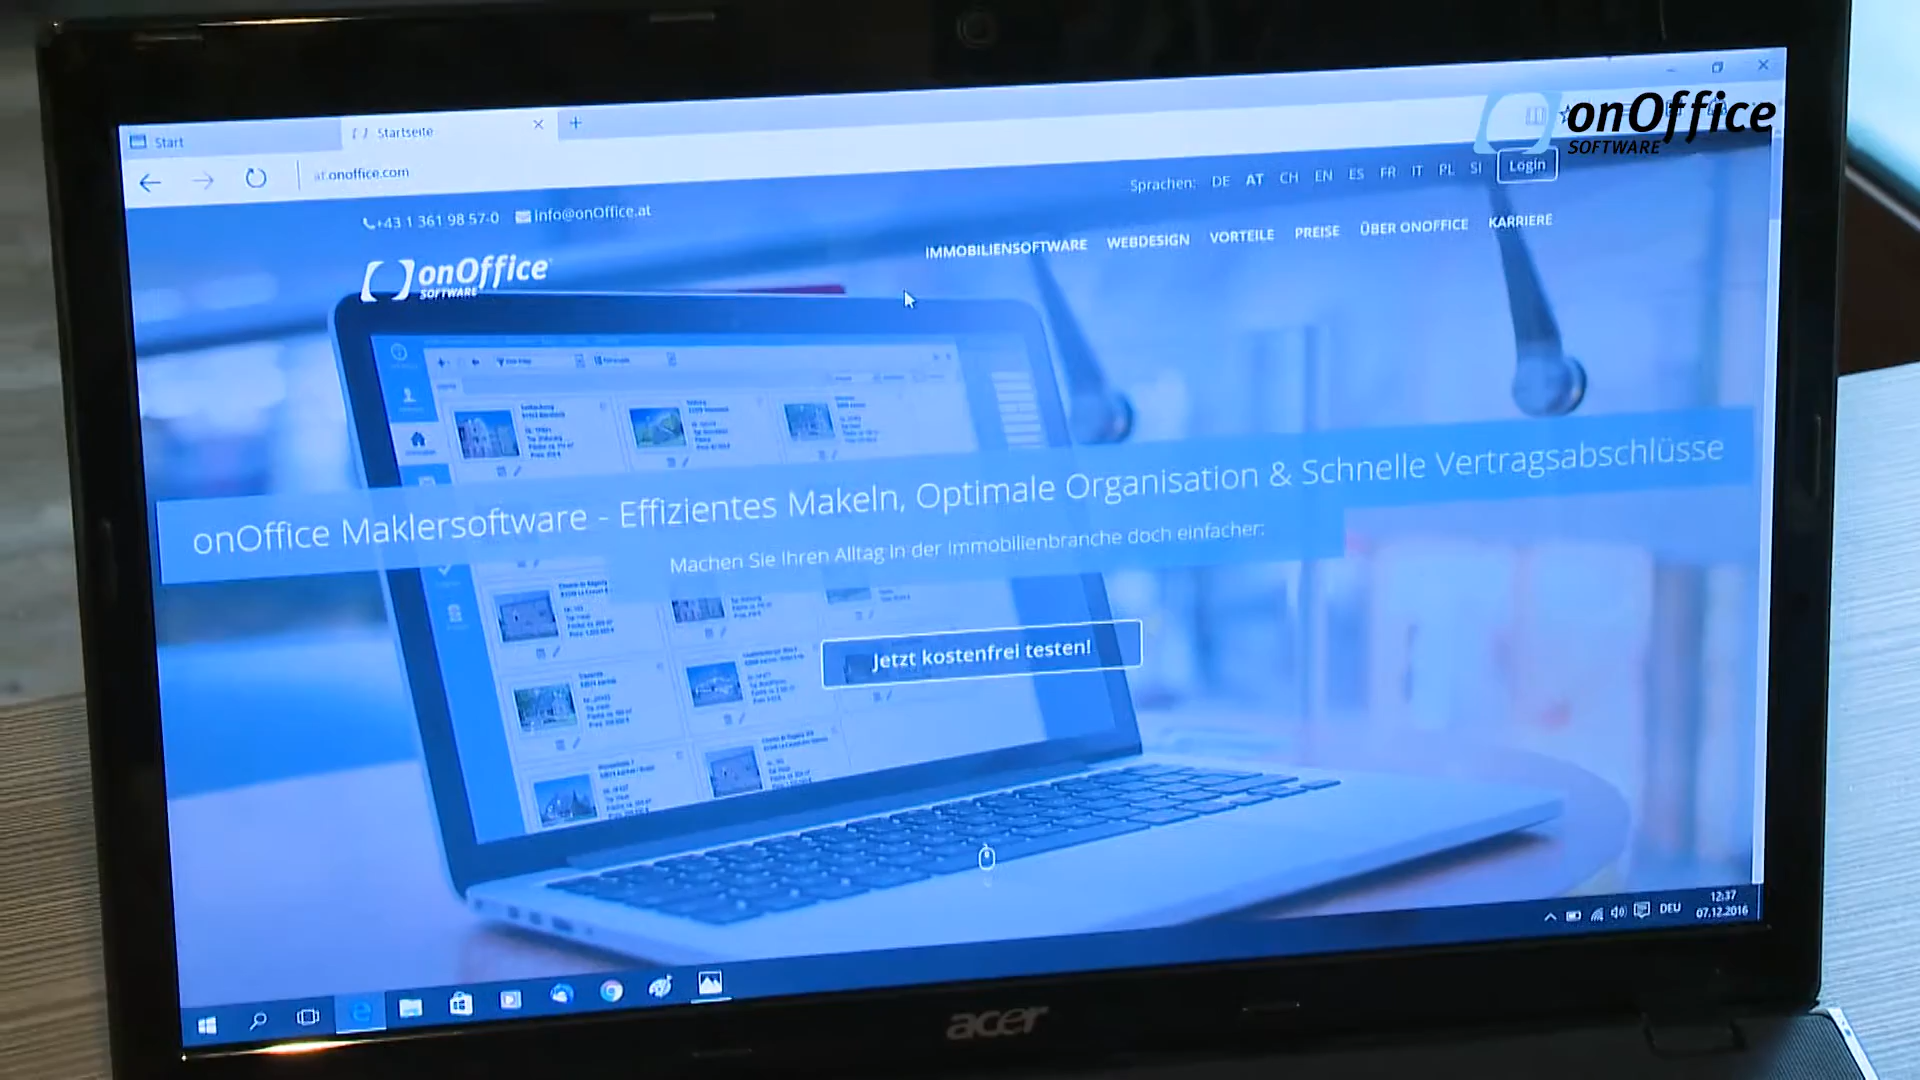 onOffice
SOFTWARE
Start
Startseite
at.onoffice.com
Sprachen: DE AT CH EN ES FR IT PL SI Login
+43 1 361 98 57-0 info@onOffice.at
IMMOBILIENSOFTWARE WEBDESIGN VORTEILE PREISE ÜBER ONOFFICE KARRIERE
onOffice
SOFTWARE
onOffice Maklersoftware - Effizientes Makeln, Optimale Organisation & Schnelle Vertragsabschlüsse
Machen Sie Ihren Alltag in der Immobilienbranche doch einfacher:
Jetzt kostenfrei testen!
DEU
12:37
07.12.2016
acer